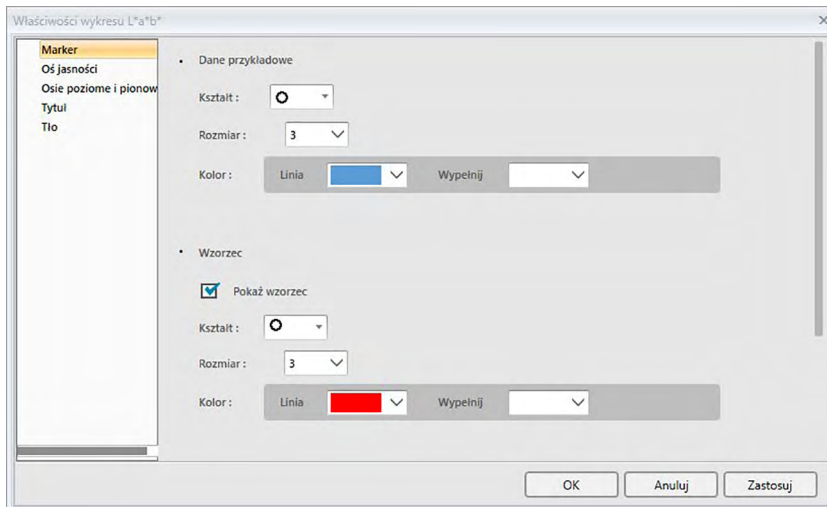 Właściwości wykresu L*a*b*
Marker
Oś jasności
Osie poziome i pionow
Tytuł
Tło
Dane przykładowe
Kształt :
Rozmiar : 3
Kolor : Linia Wypełnij
Wzorzec
Pokaż wzorzec
Kształt :
Rozmiar : 3
Kolor : Linia Wypełnij
OK Anuluj Zastosuj